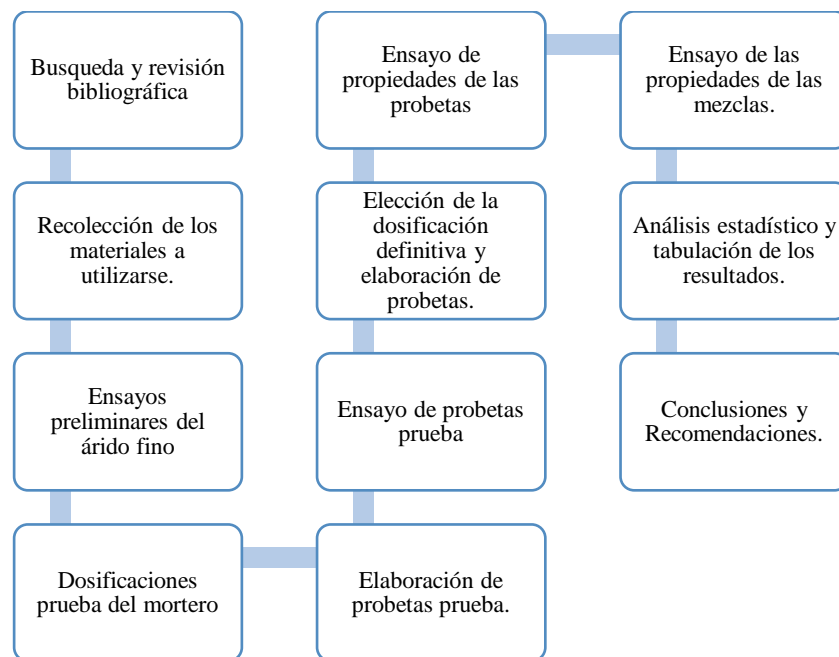 Busqueda y revisión
bibliográfica
Recolección de los
materiales a
utilizarse.
Ensayos
preliminares del
árido fino
Dosificaciones
prueba del mortero
Elaboración de
probetas prueba.
Ensayo de probetas
prueba
Elección de la
dosificación
definitiva y
elaboración de
probetas.
Ensayo de
propiedades de las
probetas
Ensayo de las
propiedades de las
mezclas.
Análisis estadístico y
tabulación de los
resultados.
Conclusiones y
Recomendaciones.